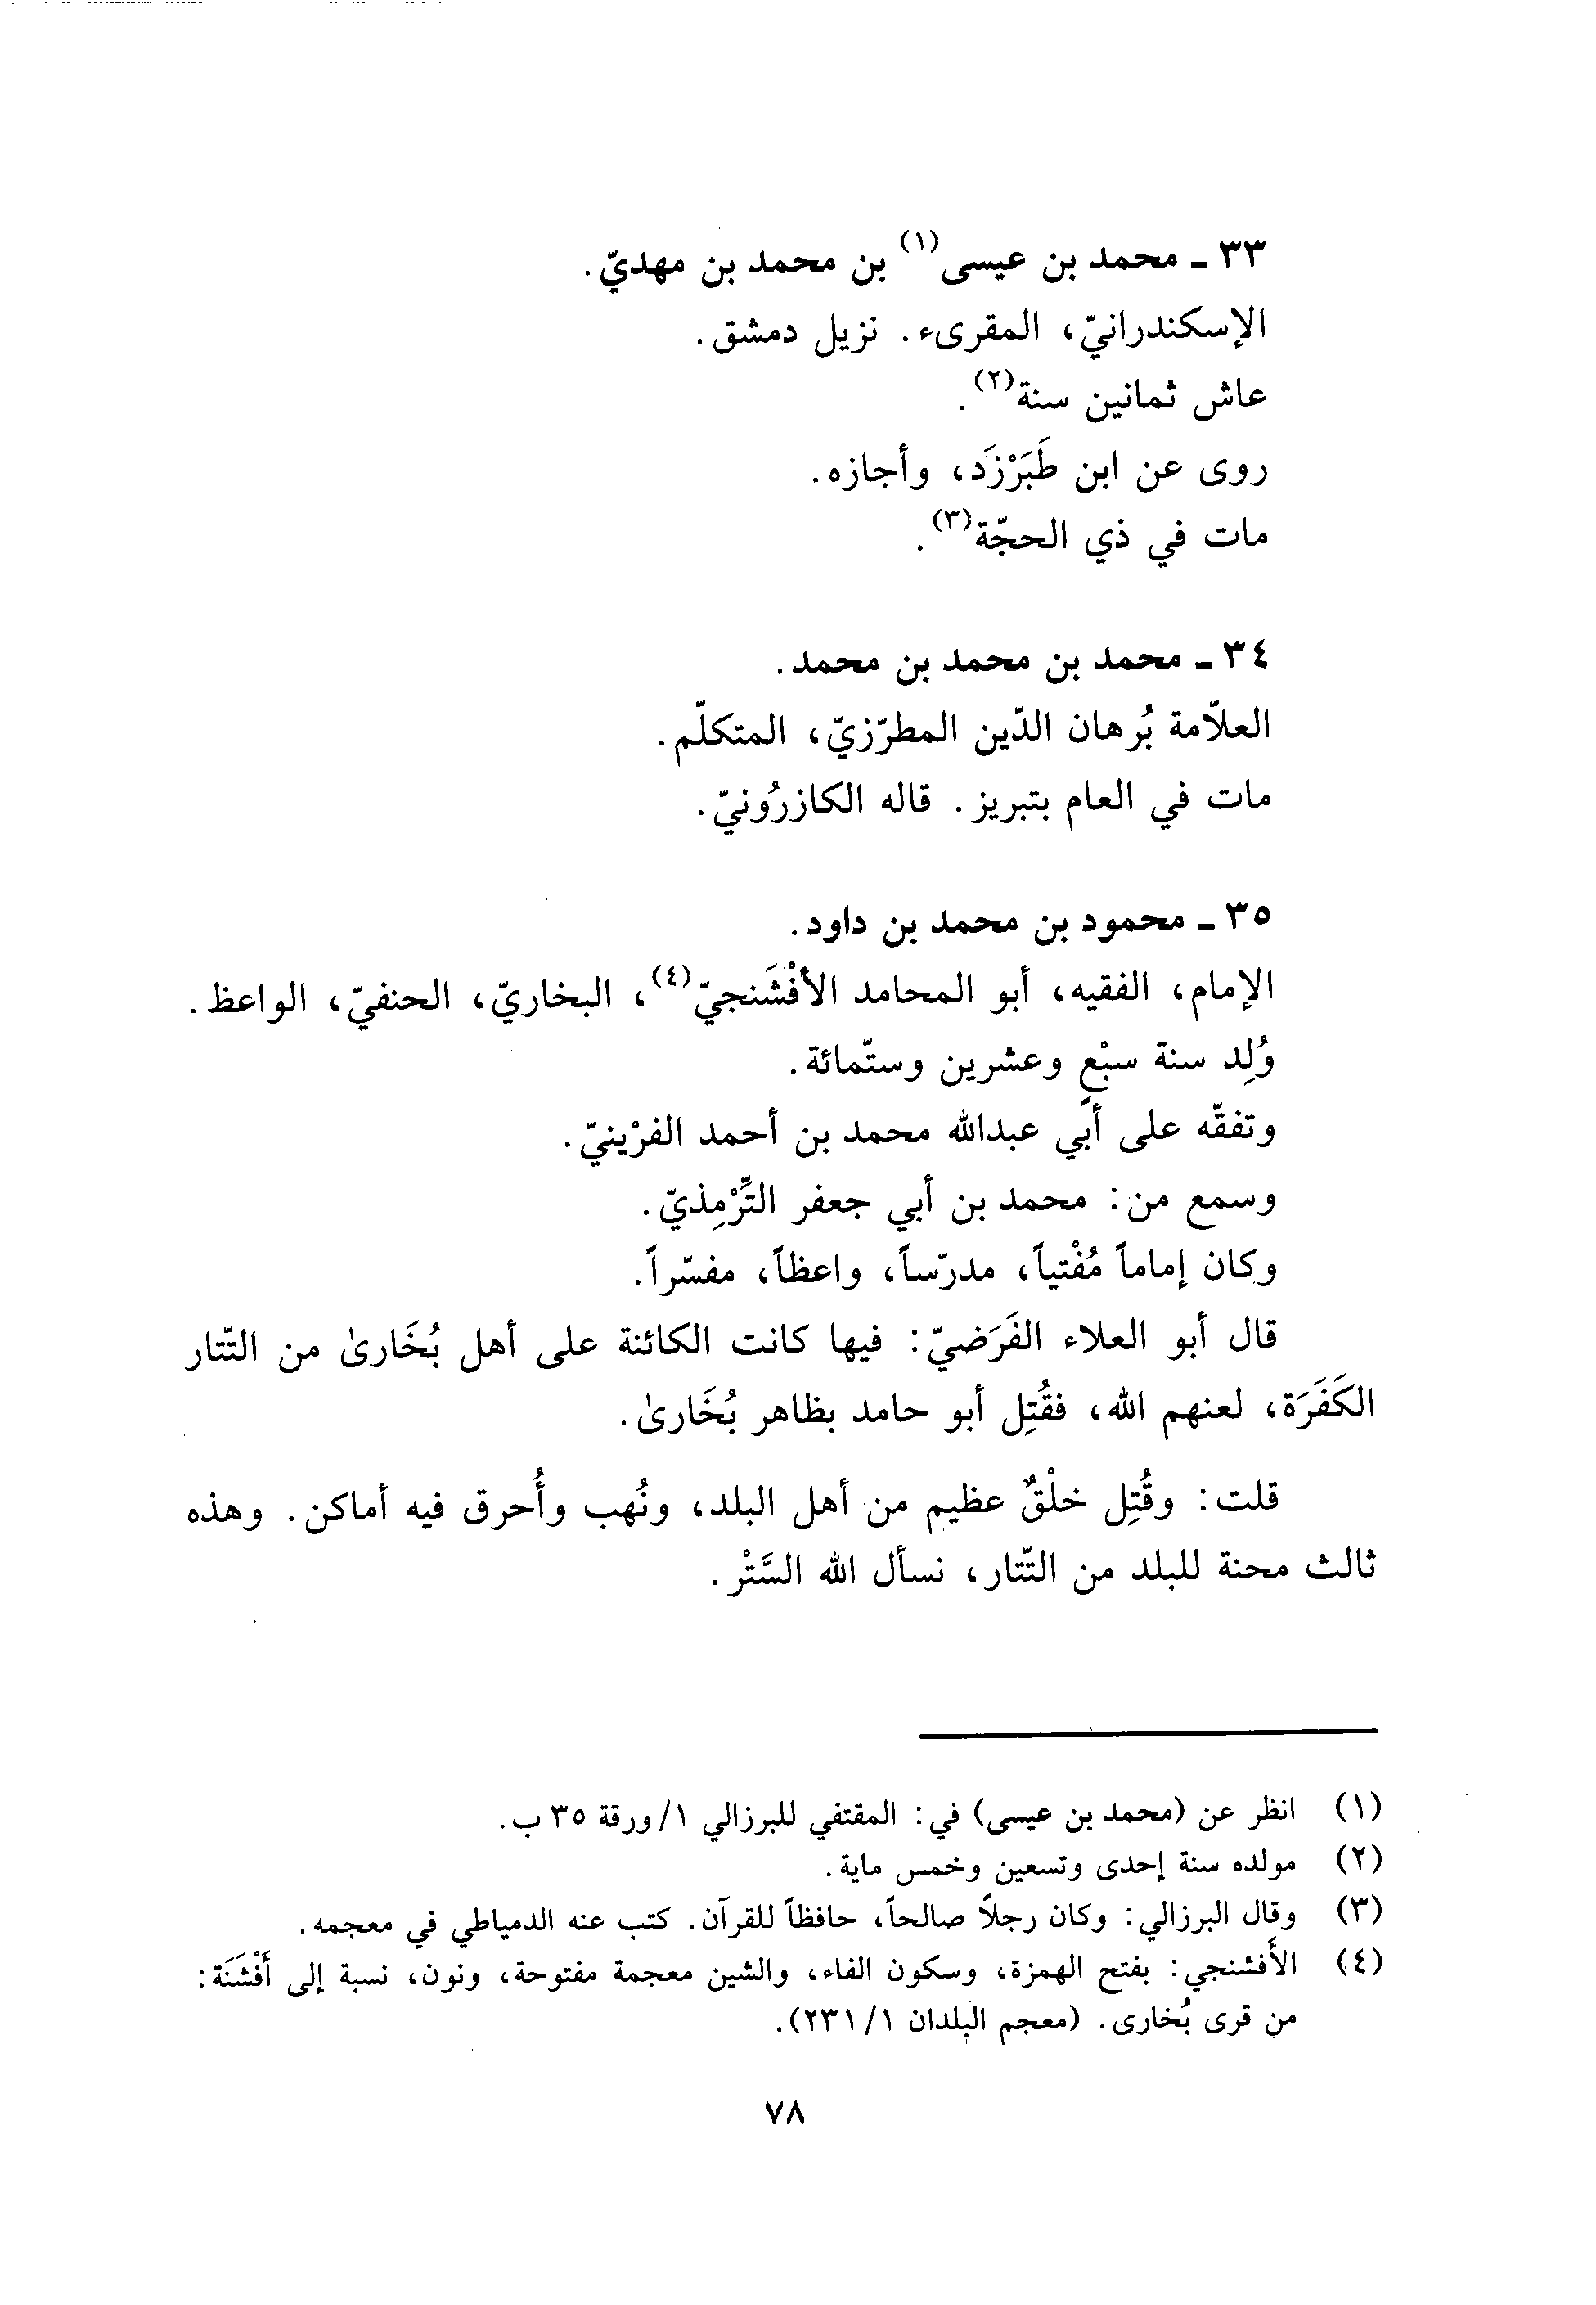 ٣٣ ـ محمد بن عيسى(١) بن محمد بن مهديّ.
الإسكندرانيّ، المقرىء. نزيل دمشق.
عاش ثمانين سنة(٢).
روى عن ابن طَبَرْزَد، وأجازه.
مات في ذي الحجّة(٣).
٣٤ ـ محمد بن محمد بن محمد.
العلاّمة بُرهان الدّين المطرّزيّ، المتكلّم.
مات في العام بتبريز. قاله الكازرُونيّ.
٣٥ ـ محمود بن محمد بن داود.
الإمام، الفقيه، أبو المحامد الأفْشَنجيّ(٤)، البخاريّ، الحنفيّ، الواعظ.
وُلِد سنة سبْعٍ وعشرين وستّمائة.
وتفقّه على أبي عبدالله محمد بن أحمد الفرْينيّ.
وسمع من: محمد بن أبي جعفر التِّرْمِذيّ.
وكان إماماً مُفْتياً، مدرّساً، واعظاً، مفسّراً.
قال أبو العلاء الفَرَضيّ: فيها كانت الكائنة على أهل بُخَارىٰ من التّتار
الكَفَرَة، لعنهم الله، فقُتِل أبو حامد بظاهر بُخَارىٰ.
قلت: وقُتِل خلْقٌ عظيم من أهل البلد، ونُهب وأُحرق فيه أماكن. وهذه
ثالث محنة للبلد من التّتار، نسأل الله السَّتْر.
(١) انظر عن (محمد بن عيسى) في: المقتفي للبرزالي ١/ورقة ٣٥ ب.
(٢) مولده سنة إحدى وتسعين وخمس ماية.
(٣) وقال البرزالي: وكان رجلاً صالحاً، حافظاً للقرآن. كتب عنه الدمياطي في معجمه.
(٤) الأَفشنجي: بفتح الهمزة، وسكون الفاء، والشين معجمة مفتوحة، ونون، نسبة إلى أَفْشَنَة:
من قرى بُخارى. (معجم البلدان ١/ ٢٣١).
٧٨